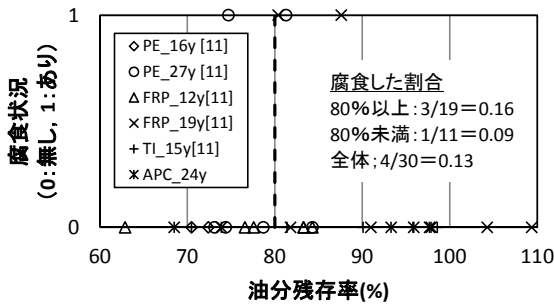 腐食状況
（0：無し，1：あり）
1
0
PE_16y [11]
PE_27y [11]
FRP_12y[11]
FRP_19y[11]
TI_15y[11]
APC_24y
腐食した割合
80%以上：3/19＝0.16
80%未満：1/11＝0.09
全体；4/30＝0.13
60 70 80 90 100 110
油分残存率(%)